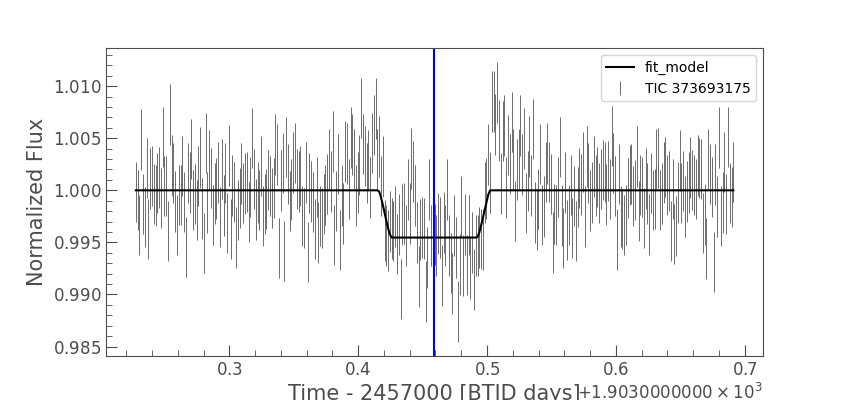 fit_model
TIC 373693175
Normalized Flux
1.010
1.005
1.000
0.995
0.990
0.985
0.3
0.4
0.5
0.6
0.7
Time - 2457000 [BTJD days]
+1.9030000000 × 10³